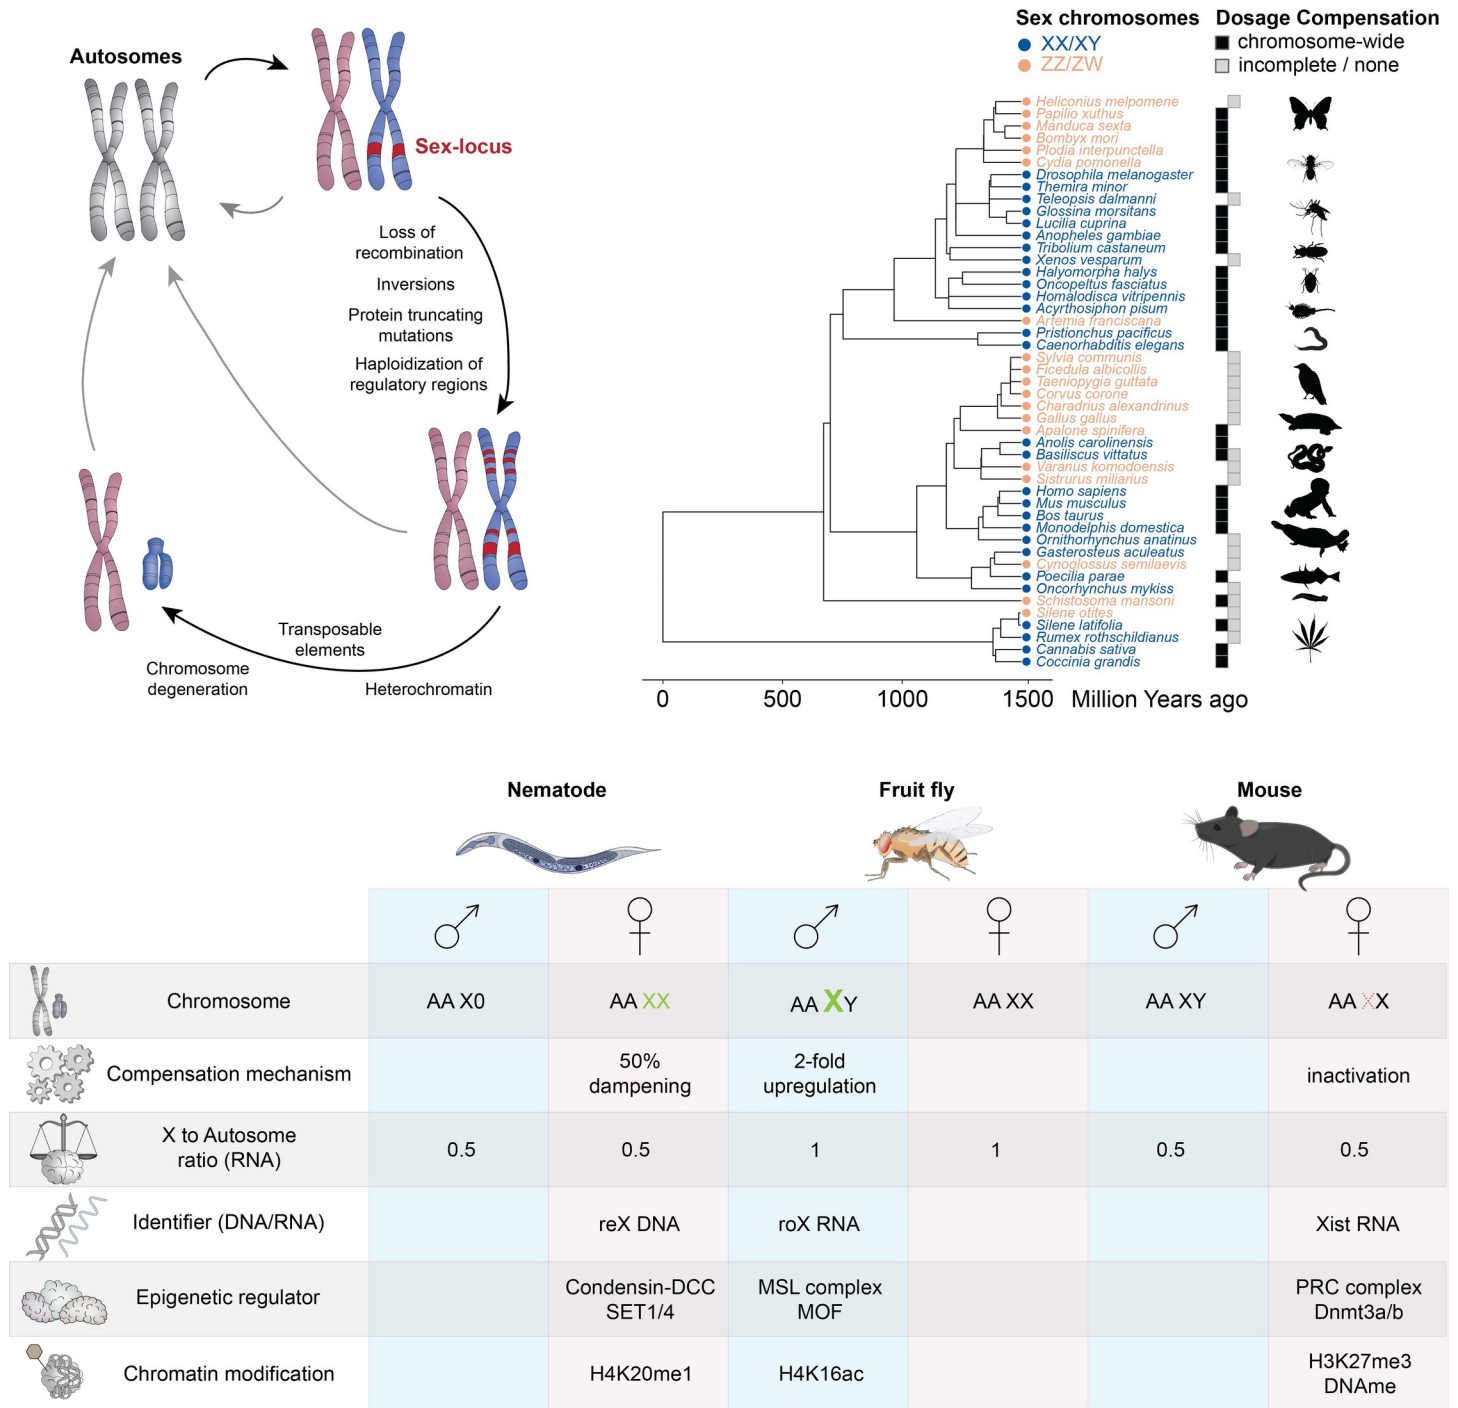 Autosomes
Sex-locus
Loss of
recombination
Inversions
Protein truncating
mutations
Haploidization of
regulatory regions
Transposable
elements
Chromosome
degeneration
Heterochromatin
Sex chromosomes
XX/XY
ZZ/ZW
Dosage Compensation
chromosome-wide
incomplete / none
Heliconius melpomene
Papilio xuthus
Manduca sexta
Bombyx mori
Plodia interpunctella
Cydia pomonella
Drosophila melanogaster
Themira minor
Teleopsis dalmanni
Glossina morsitans
Lucilia cuprina
Anopheles gambiae
Tribolium castaneum
Xenos vesparum
Halyomorpha halys
Oncopeltus fasciatus
Homalodisca vitripennis
Acyrthosiphon pisum
Artemia franciscana
Pristionchus pacificus
Caenorhabditis elegans
Sylvia communis
Ficedula albicollis
Taeniopygia guttata
Corvus corone
Charadrius alexandrinus
Gallus gallus
Apalone spinifera
Anolis carolinensis
Basiliscus vittatus
Varanus komodoensis
Sistrurus miliarius
Homo sapiens
Mus musculus
Bos taurus
Monodelphis domestica
Ornithorhynchus anatinus
Gasterosteus aculeatus
Cynoglossus semilaevis
Poecilia parae
Oncorhynchus mykiss
Schistosoma mansoni
Silene otites
Silene latifolia
Rumex rothschildianus
Cannabis sativa
Coccinia grandis
0 500 1000 1500 Million Years ago
Nematode Fruit fly Mouse
Chromosome AA X0 AA XX AA XY AA XX AA XY AA XX
Compensation mechanism
50%
dampening
2-fold
upregulation
inactivation
X to Autosome
ratio (RNA)
0.5 0.5 1 1 0.5 0.5
Identifier (DNA/RNA) reX DNA roX RNA Xist RNA
Epigenetic regulator
Condensin-DCC
SET1/4
MSL complex
MOF
PRC complex
Dnmt3a/b
Chromatin modification H4K20me1 H4K16ac
H3K27me3
DNAme